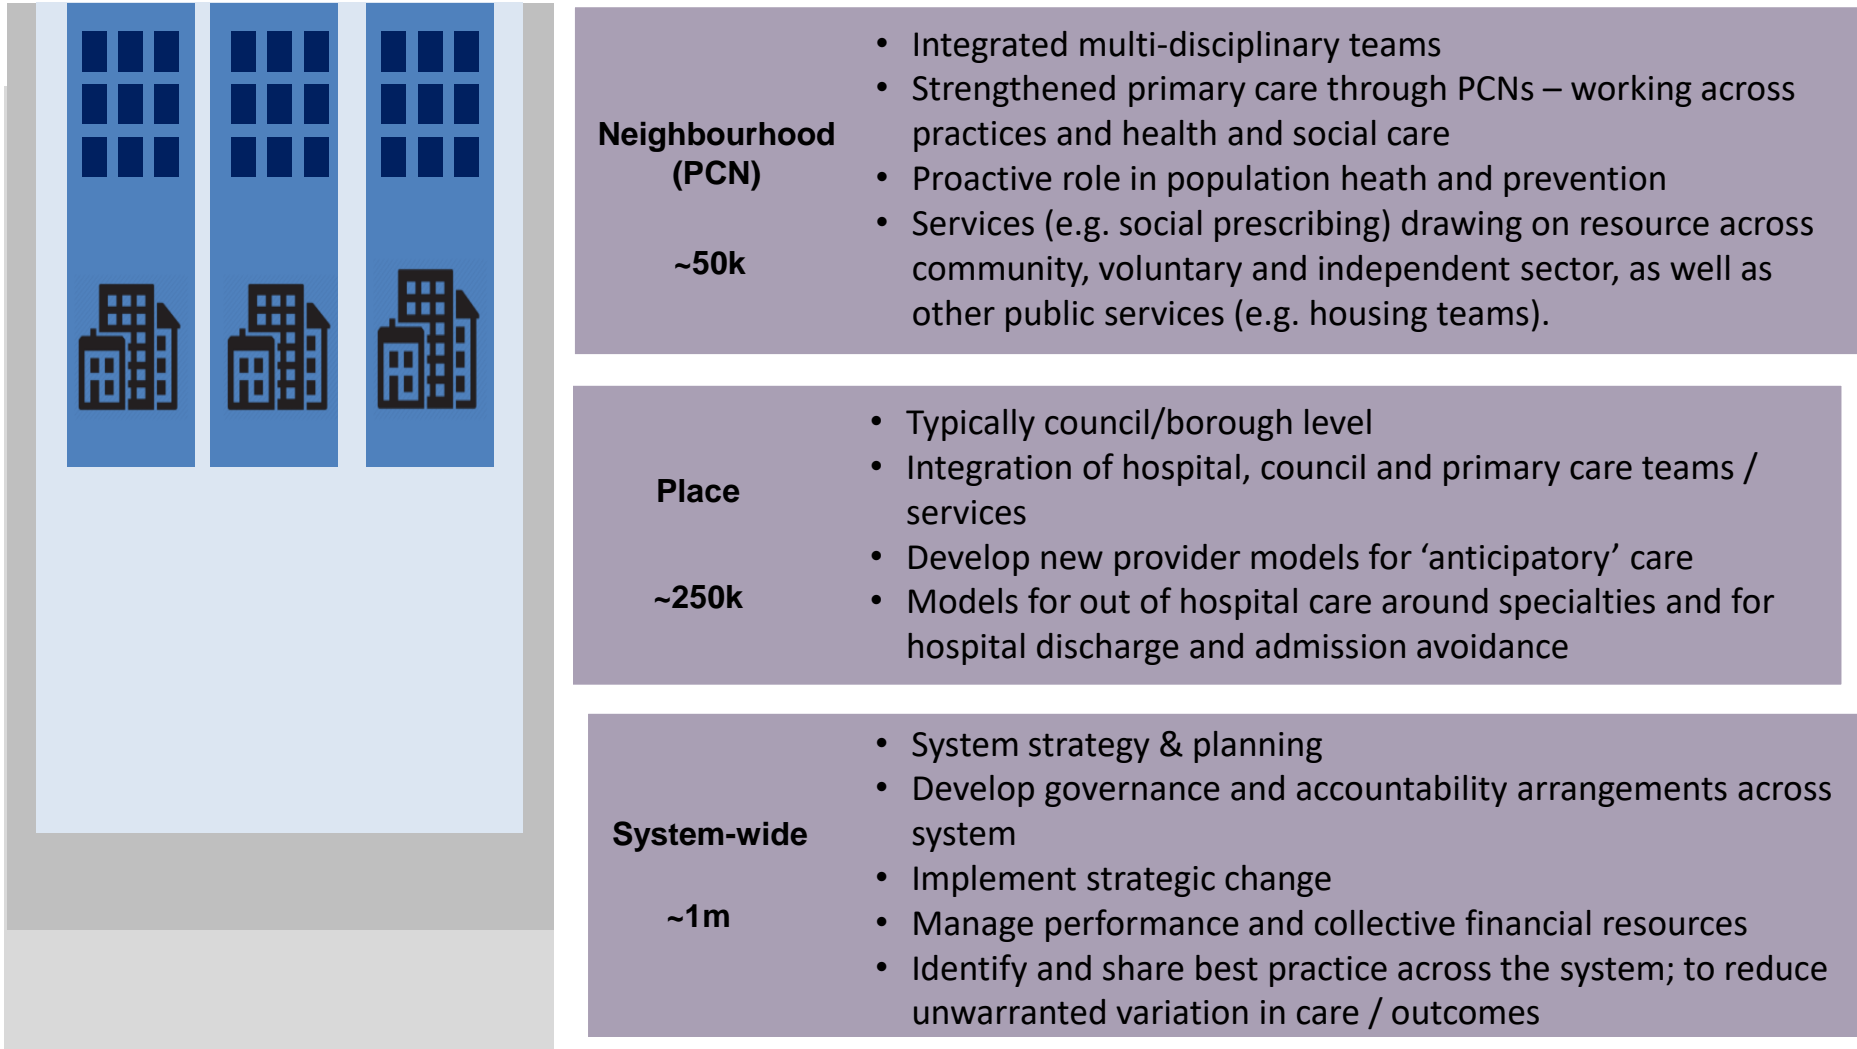 Neighbourhood
(PCN)
~50k
• Integrated multi-disciplinary teams
• Strengthened primary care through PCNs – working across
practices and health and social care
• Proactive role in population heath and prevention
• Services (e.g. social prescribing) drawing on resource across
community, voluntary and independent sector, as well as
other public services (e.g. housing teams).
Place
~250k
• Typically council/borough level
• Integration of hospital, council and primary care teams /
services
• Develop new provider models for ‘anticipatory’ care
• Models for out of hospital care around specialties and for
hospital discharge and admission avoidance
System-wide
~1m
• System strategy & planning
• Develop governance and accountability arrangements across
system
• Implement strategic change
• Manage performance and collective financial resources
• Identify and share best practice across the system; to reduce
unwarranted variation in care / outcomes